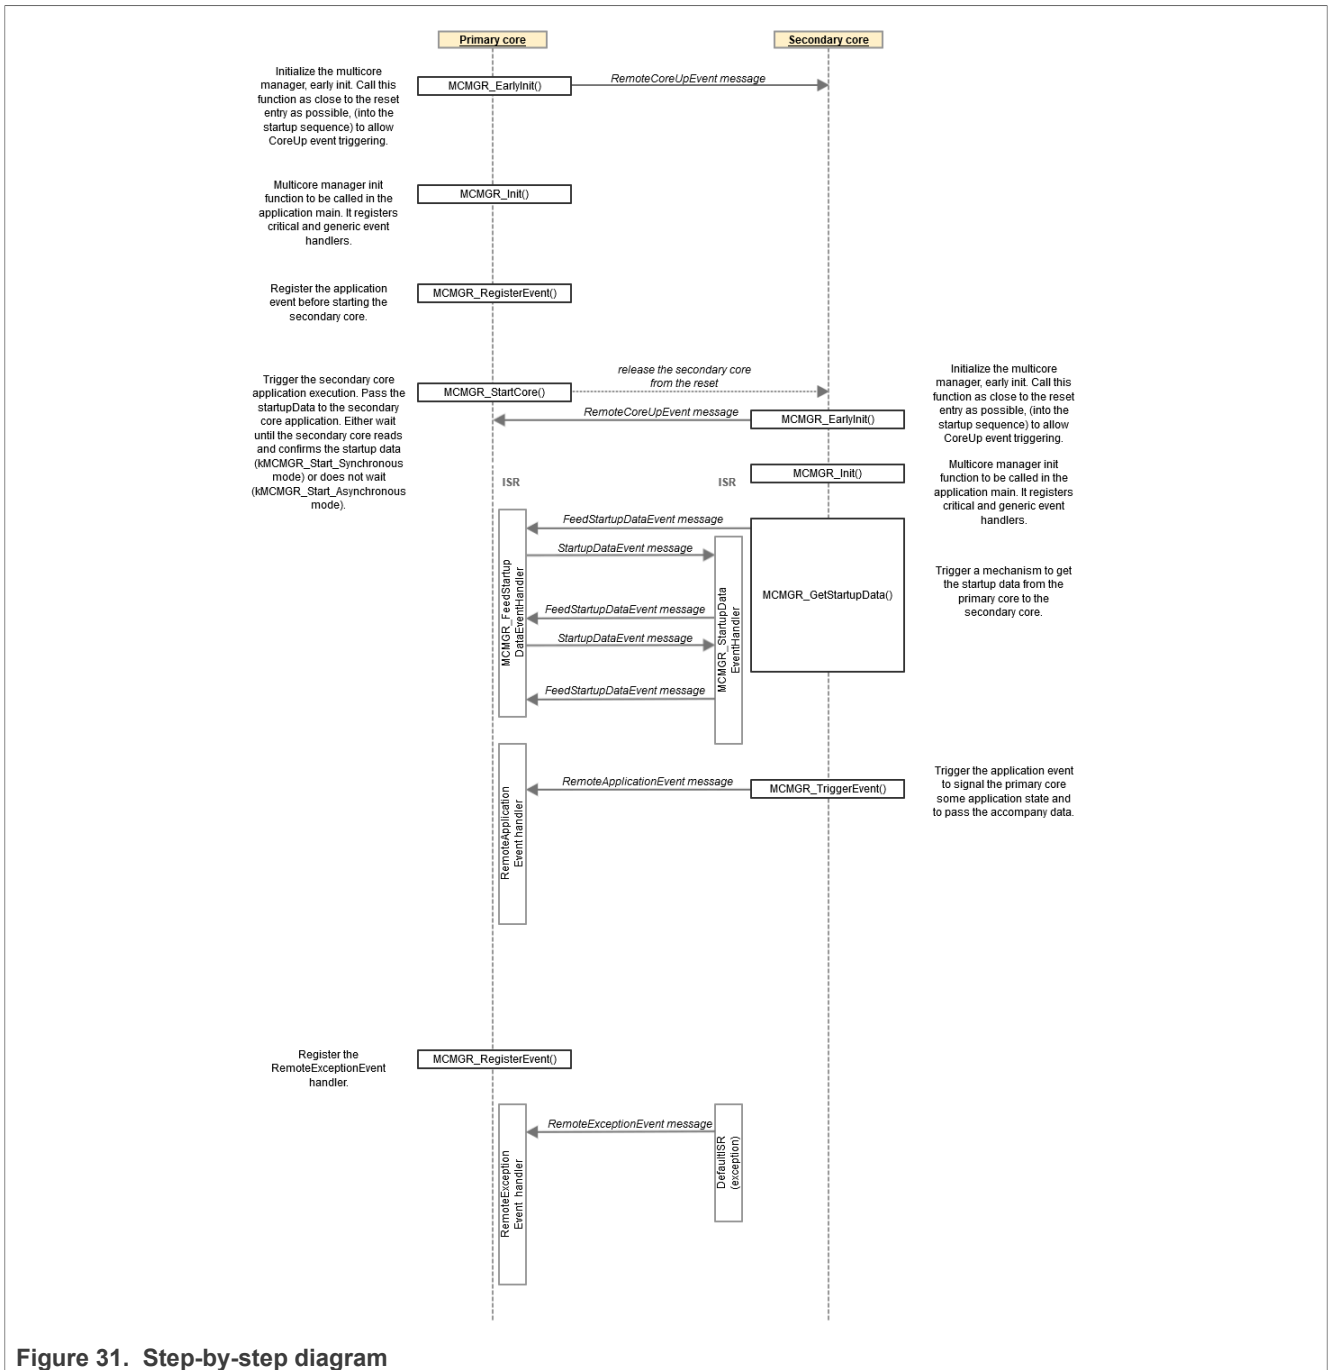 Primary core
Secondary core
Initialize the multicore
manager, early init. Call this
function as close to the reset
entry as possible, (into the
startup sequence) to allow
CoreUp event triggering.
MCMGR_EarlyInit()
RemoteCoreUpEvent message
Multicore manager init
function to be called in the
application main. It registers
critical and generic event
handlers.
MCMGR_Init()
Register the application
event before starting the
secondary core.
MCMGR_RegisterEvent()
Trigger the secondary core
application execution. Pass the
startupData to the secondary
core application. Either wait
until the secondary core reads
and confirms the startup data
(kMCMGR_Start_Synchronous
mode) or does not wait
(kMCMGR_Start_Asynchronous
mode).
MCMGR_StartCore()
release the secondary core
from the reset
RemoteCoreUpEvent message
MCMGR_EarlyInit()
Initialize the multicore
manager, early init. Call this
function as close to the reset
entry as possible, (into the
startup sequence) to allow
CoreUp event triggering.
ISR
ISR
MCMGR_Init()
Multicore manager init
function to be called in the
application main. It registers
critical and generic event
handlers.
MCMGR_FeedStartup
DataEventHandler
FeedStartupDataEvent message
StartupDataEvent message
FeedStartupDataEvent message
StartupDataEvent message
FeedStartupDataEvent message
MCMGR_StartupData
EventHandler
MCMGR_GetStartupData()
Trigger a mechanism to get
the startup data from the
primary core to the
secondary core.
RemoteApplication
Event handler
RemoteApplicationEvent message
MCMGR_TriggerEvent()
Trigger the application event
to signal the primary core
some application state and
to pass the accompany data.
Register the
RemoteExceptionEvent
handler.
MCMGR_RegisterEvent()
RemoteException
Event handler
RemoteExceptionEvent message
DefaultISR
(exception)
Figure 31. Step-by-step diagram